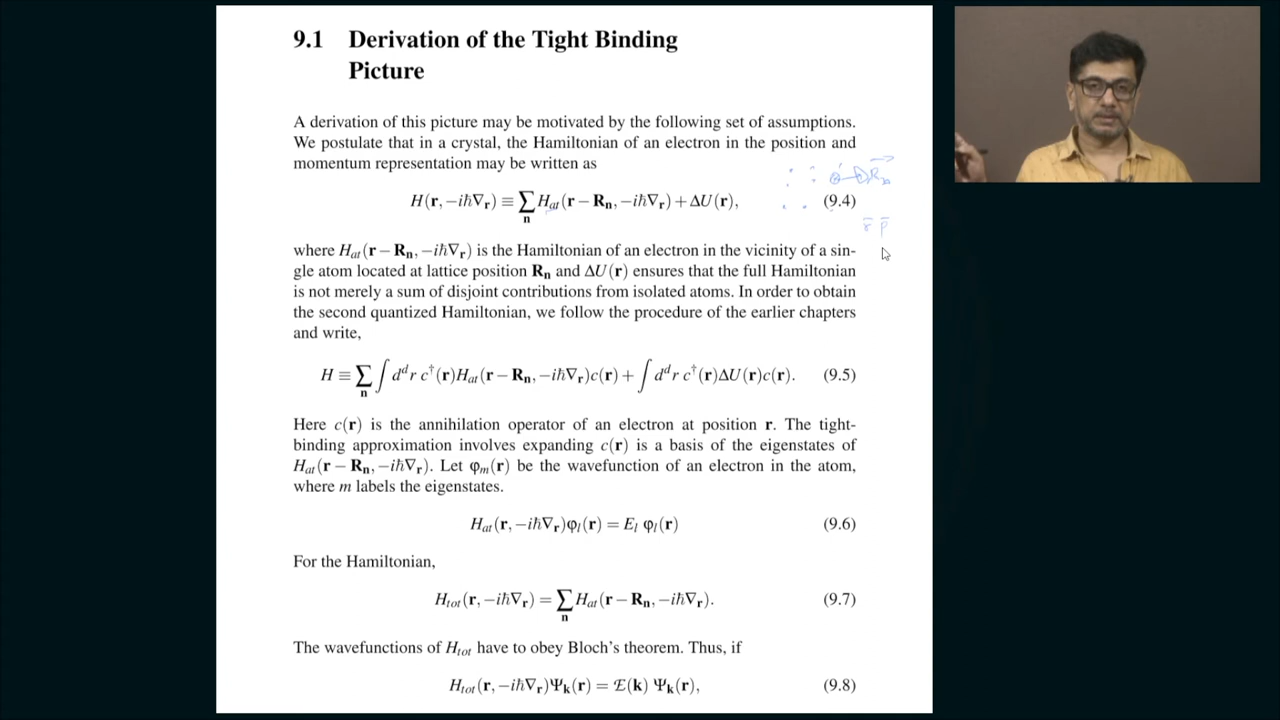 9.1 Derivation of the Tight Binding
Picture
A derivation of this picture may be motivated by the following set of assumptions.
We postulate that in a crystal, the Hamiltonian of an electron in the position and
momentum representation may be written as
H(r, −iℏ∇_r) ≡ ∑_n H_at(r − R_n, −iℏ∇_r) + ΔU(r), (9.4)
R_n
r̄ p̄
where H_at(r − R_n, −iℏ∇_r) is the Hamiltonian of an electron in the vicinity of a sin-
gle atom located at lattice position R_n and ΔU(r) ensures that the full Hamiltonian
is not merely a sum of disjoint contributions from isolated atoms. In order to obtain
the second quantized Hamiltonian, we follow the procedure of the earlier chapters
and write,
H ≡ ∑_n ∫ d^d r c†(r)H_at(r − R_n, −iℏ∇_r)c(r) + ∫ d^d r c†(r)ΔU(r)c(r). (9.5)
Here c(r) is the annihilation operator of an electron at position r. The tight-
binding approximation involves expanding c(r) is a basis of the eigenstates of
H_at(r − R_n, −iℏ∇_r). Let φ_m(r) be the wavefunction of an electron in the atom,
where m labels the eigenstates.
H_at(r, −iℏ∇_r)φ_l(r) = E_l φ_l(r) (9.6)
For the Hamiltonian,
H_tot(r, −iℏ∇_r) = ∑_n H_at(r − R_n, −iℏ∇_r). (9.7)
The wavefunctions of H_tot have to obey Bloch's theorem. Thus, if
H_tot(r, −iℏ∇_r)Ψ_k(r) = E(k) Ψ_k(r), (9.8)